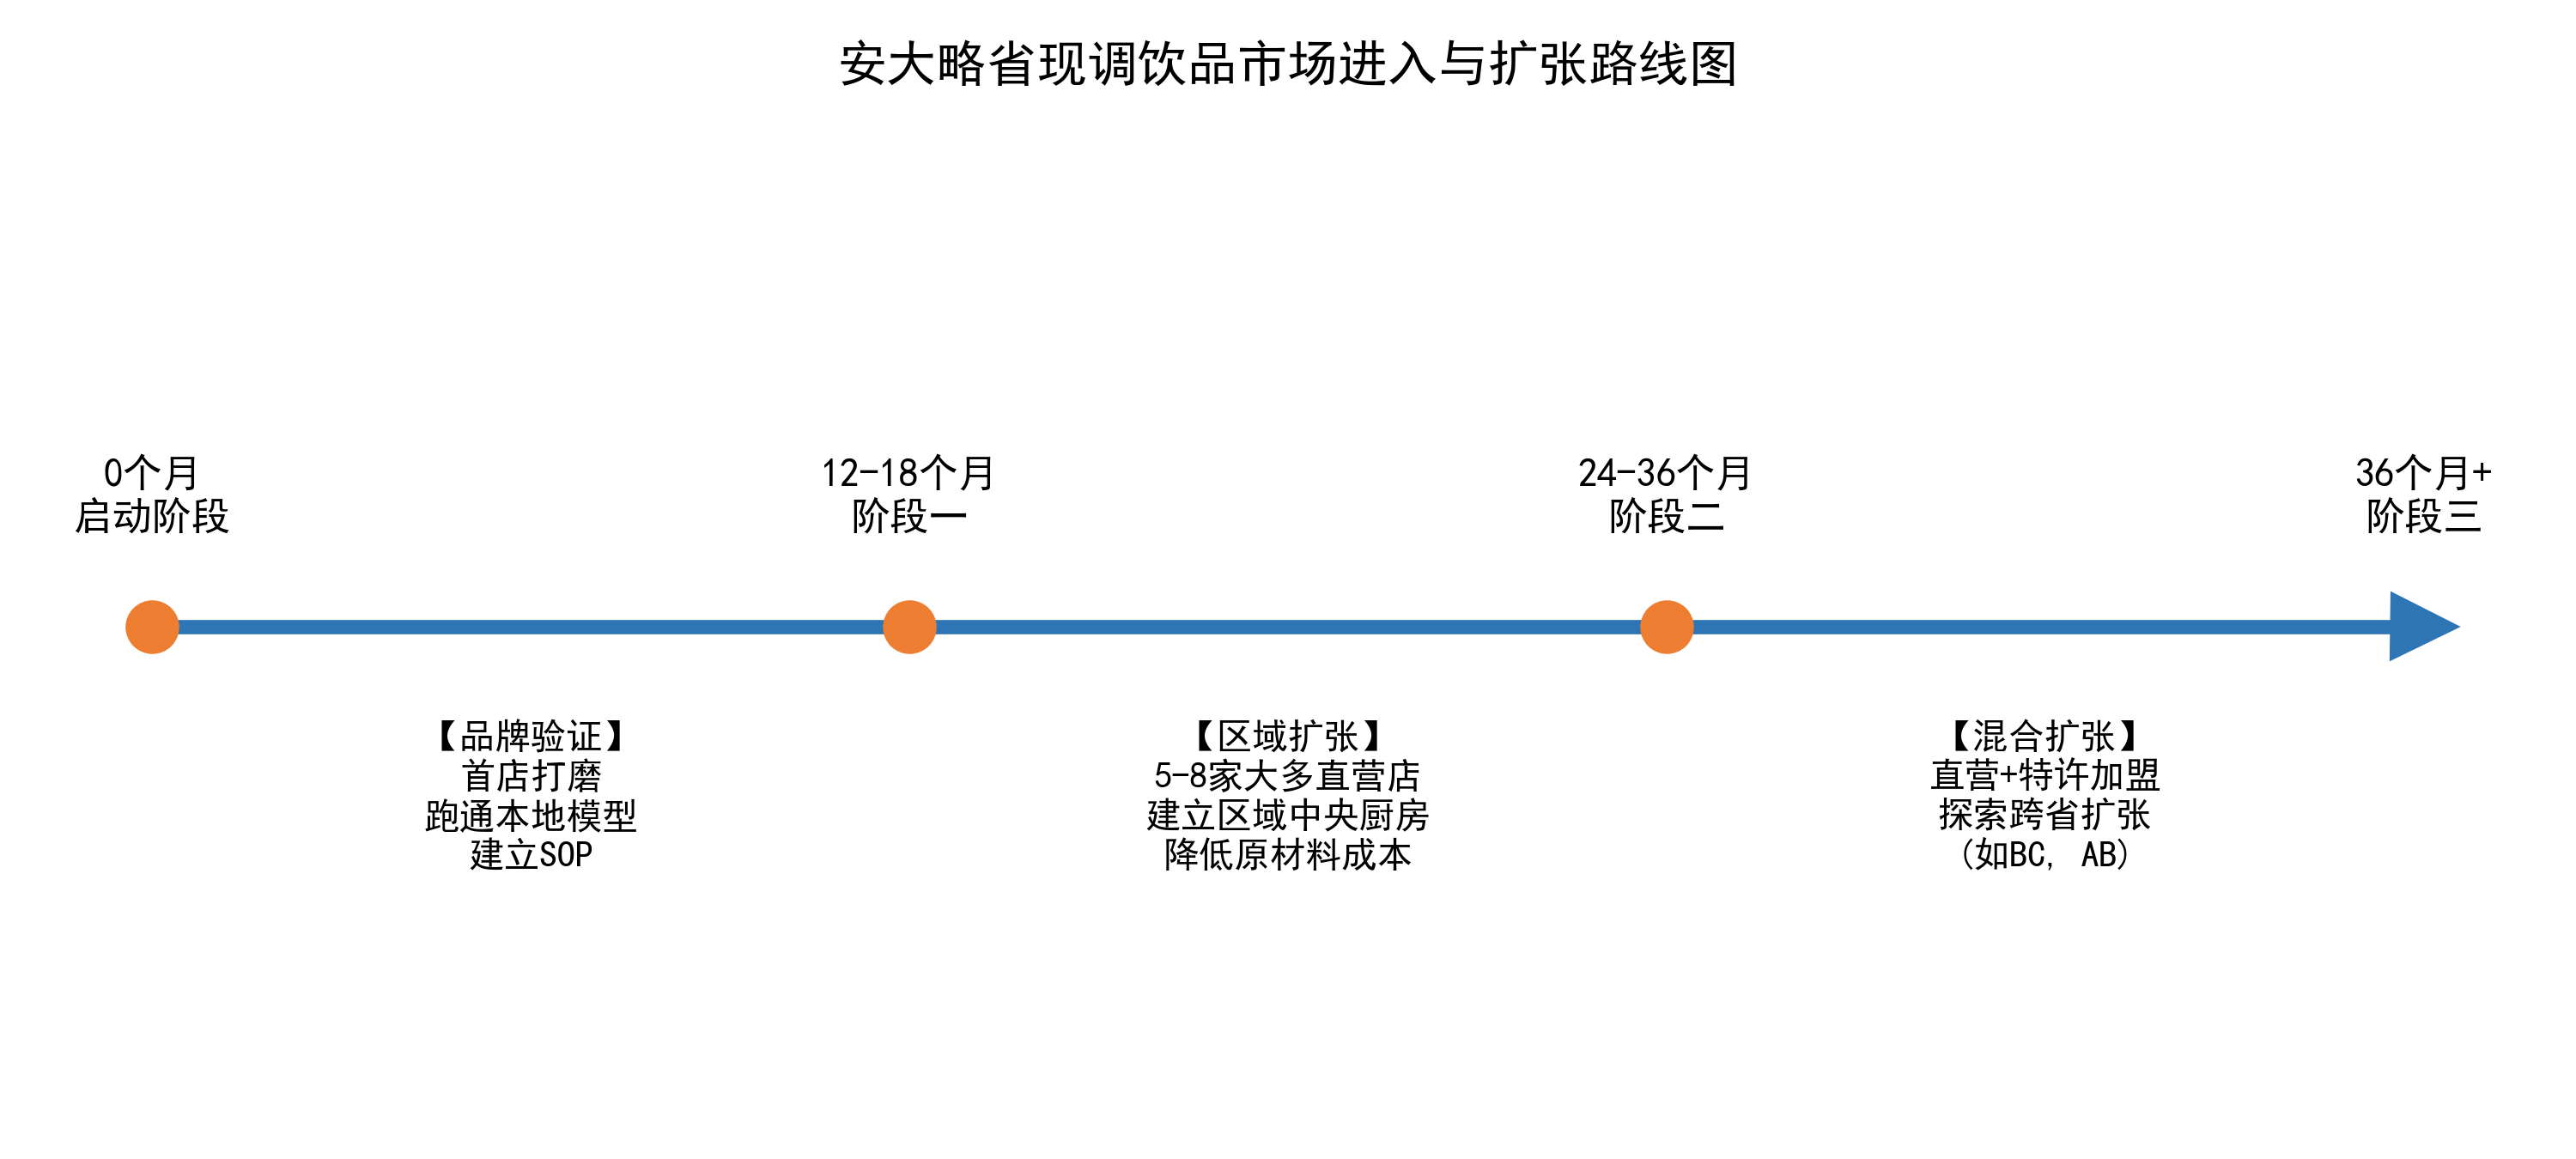 安大略省现调饮品市场进入与扩张路线图
0个月
启动阶段
12-18个月
阶段一
24-36个月
阶段二
36个月+
阶段三
【品牌验证】
首店打磨
跑通本地模型
建立SOP
【区域扩张】
5-8家大多直营店
建立区域中央厨房
降低原材料成本
【混合扩张】
直营+特许加盟
探索跨省扩张
(如BC, AB)